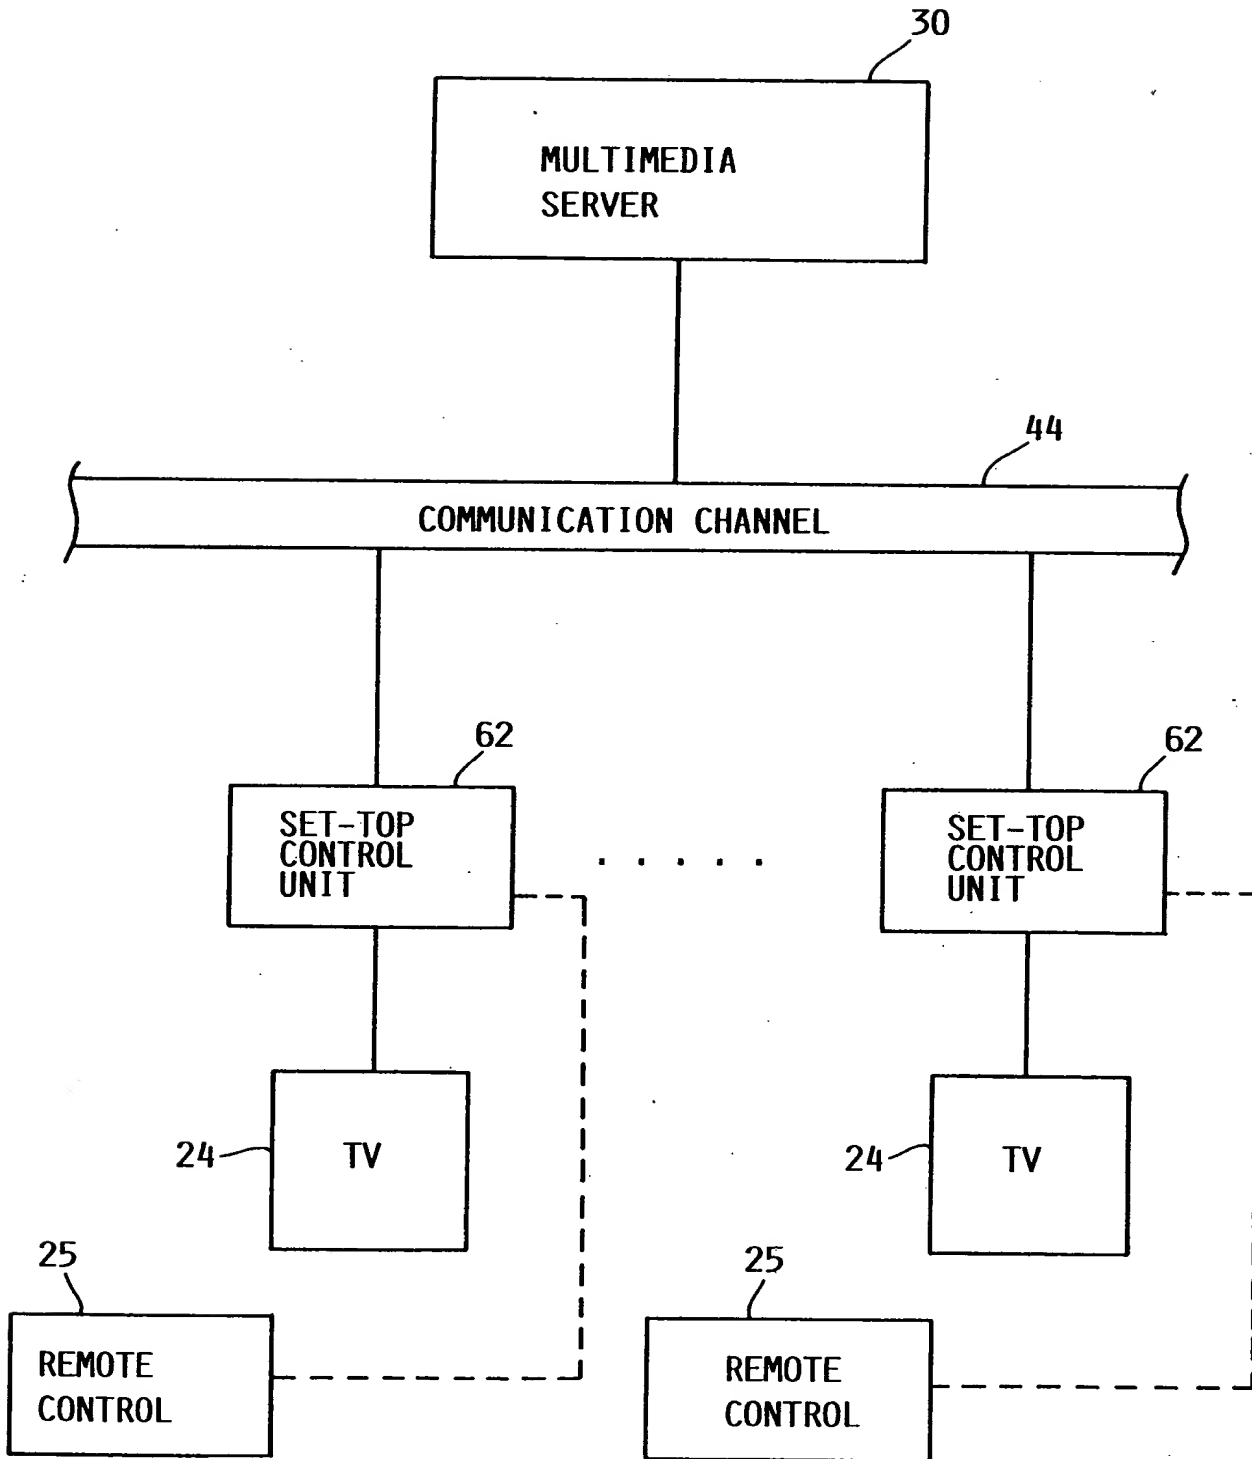 30
MULTIMEDIA
SERVER
44
COMMUNICATION CHANNEL
62
SET-TOP
CONTROL
UNIT
62
SET-TOP
CONTROL
UNIT
. . . . .
24
TV
24
TV
25
REMOTE
CONTROL
25
REMOTE
CONTROL